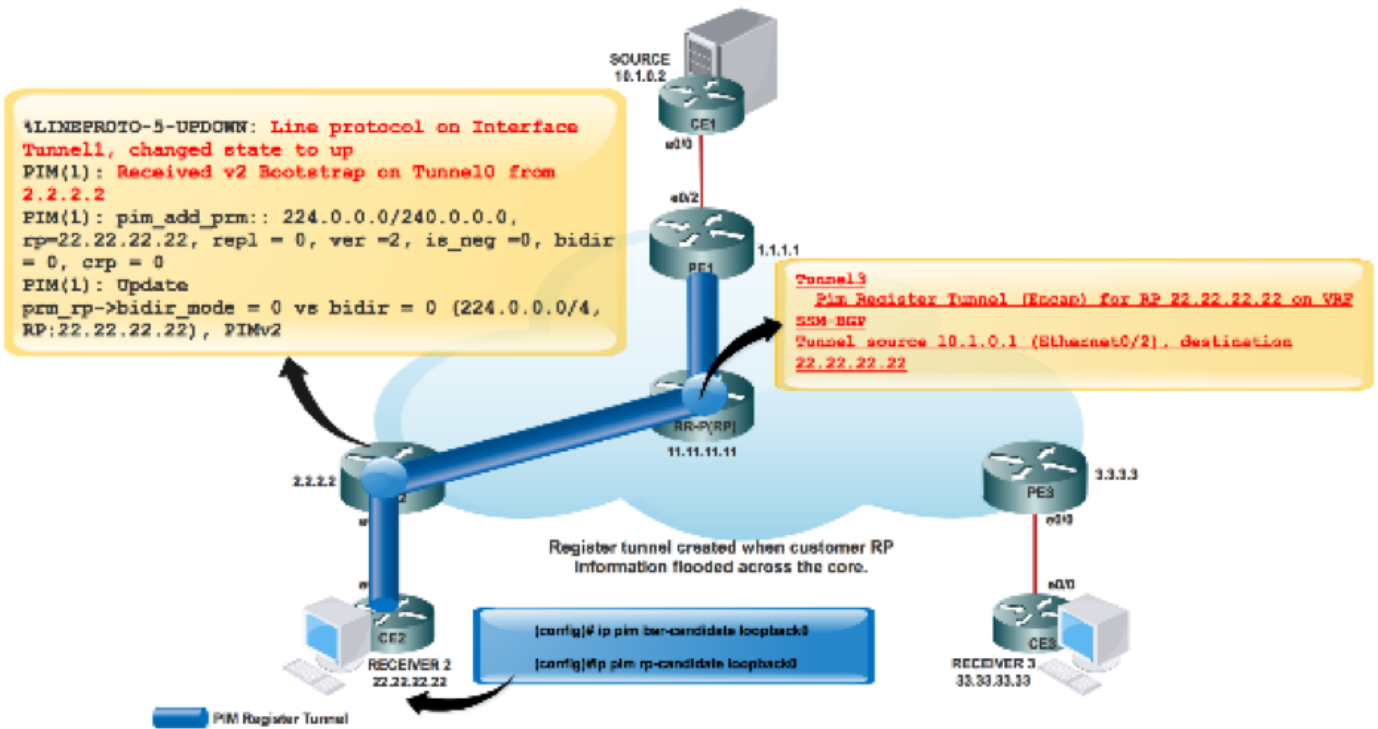 SOURCE
10.1.0.2
CE1
e0/0
e0/2
PE1
1.1.1.1
%LINEPROTO-5-UPDOWN: Line protocol on Interface
Tunnel1, changed state to up
PIM(1): Received v2 Bootstrap on Tunnel0 from
2.2.2.2
PIM(1): pim_add_prm:: 224.0.0.0/240.0.0.0,
rp=22.22.22.22, repl = 0, ver =2, is_neg =0, bidir
= 0, crp = 0
PIM(1): Update
prm_rp->bidir_mode = 0 vs bidir = 0 (224.0.0.0/4,
RP:22.22.22.22), PIMv2
Tunnel3
Pim Register Tunnel (Encap) for RP 22.22.22.22 on VRF
SSM-BGP
Tunnel source 10.1.0.1 (Ethernet0/2), destination
22.22.22.22
RR-P(RP)
11.11.11.11
2.2.2.2
PE3
3.3.3.3
e0/0
Register tunnel created when customer RP
information flooded across the core.
e0/0
CE2
RECEIVER 2
22.22.22.22
(config)# ip pim bsr-candidate loopback0
(config)#ip pim rp-candidate loopback0
CE3
RECEIVER 3
33.33.33.33
PIM Register Tunnel